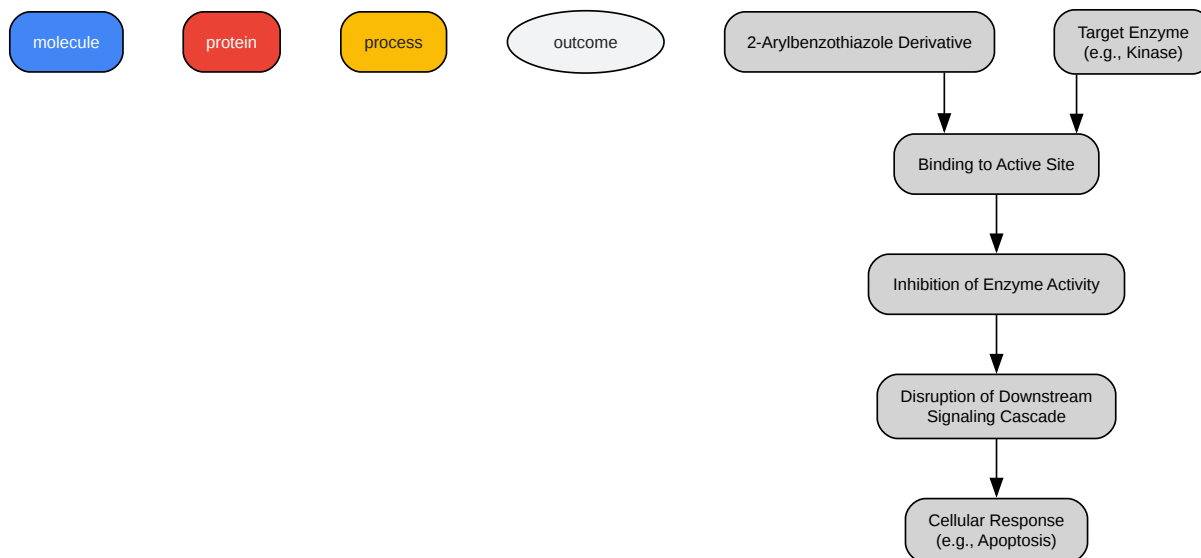 molecule
protein
process
outcome
2-Arylbenzothiazole Derivative
Target Enzyme
(e.g., Kinase)
Binding to Active Site
Inhibition of Enzyme Activity
Disruption of Downstream
Signaling Cascade
Cellular Response
(e.g., Apoptosis)